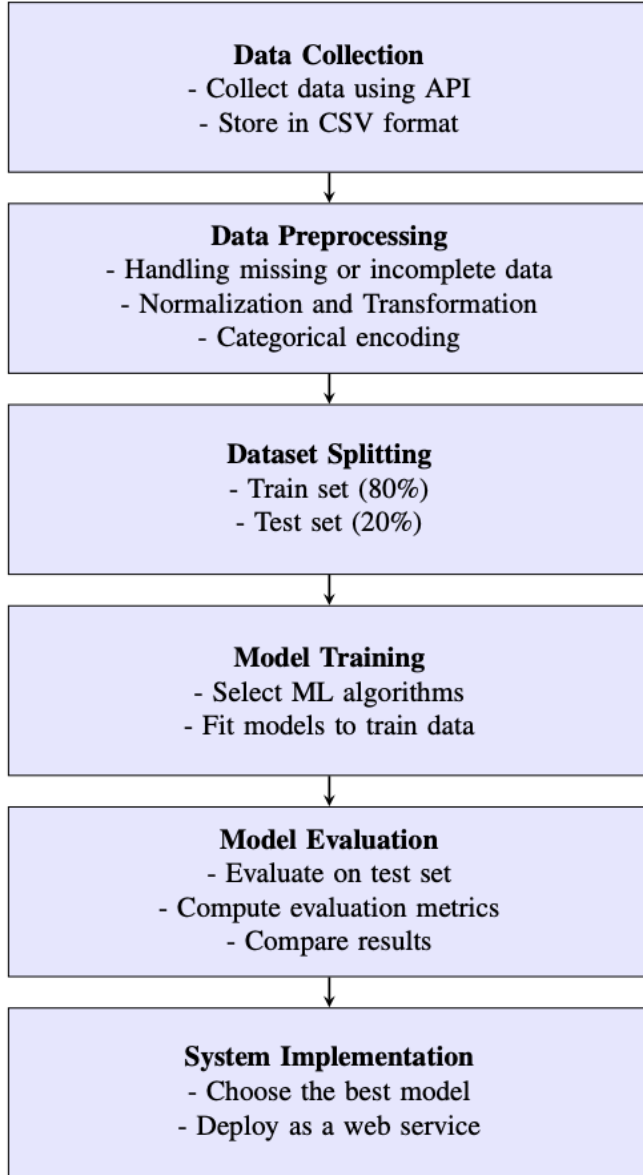 Data Collection
- Collect data using API
- Store in CSV format
Data Preprocessing
- Handling missing or incomplete data
- Normalization and Transformation
- Categorical encoding
Dataset Splitting
- Train set (80%)
- Test set (20%)
Model Training
- Select ML algorithms
- Fit models to train data
Model Evaluation
- Evaluate on test set
- Compute evaluation metrics
- Compare results
System Implementation
- Choose the best model
- Deploy as a web service